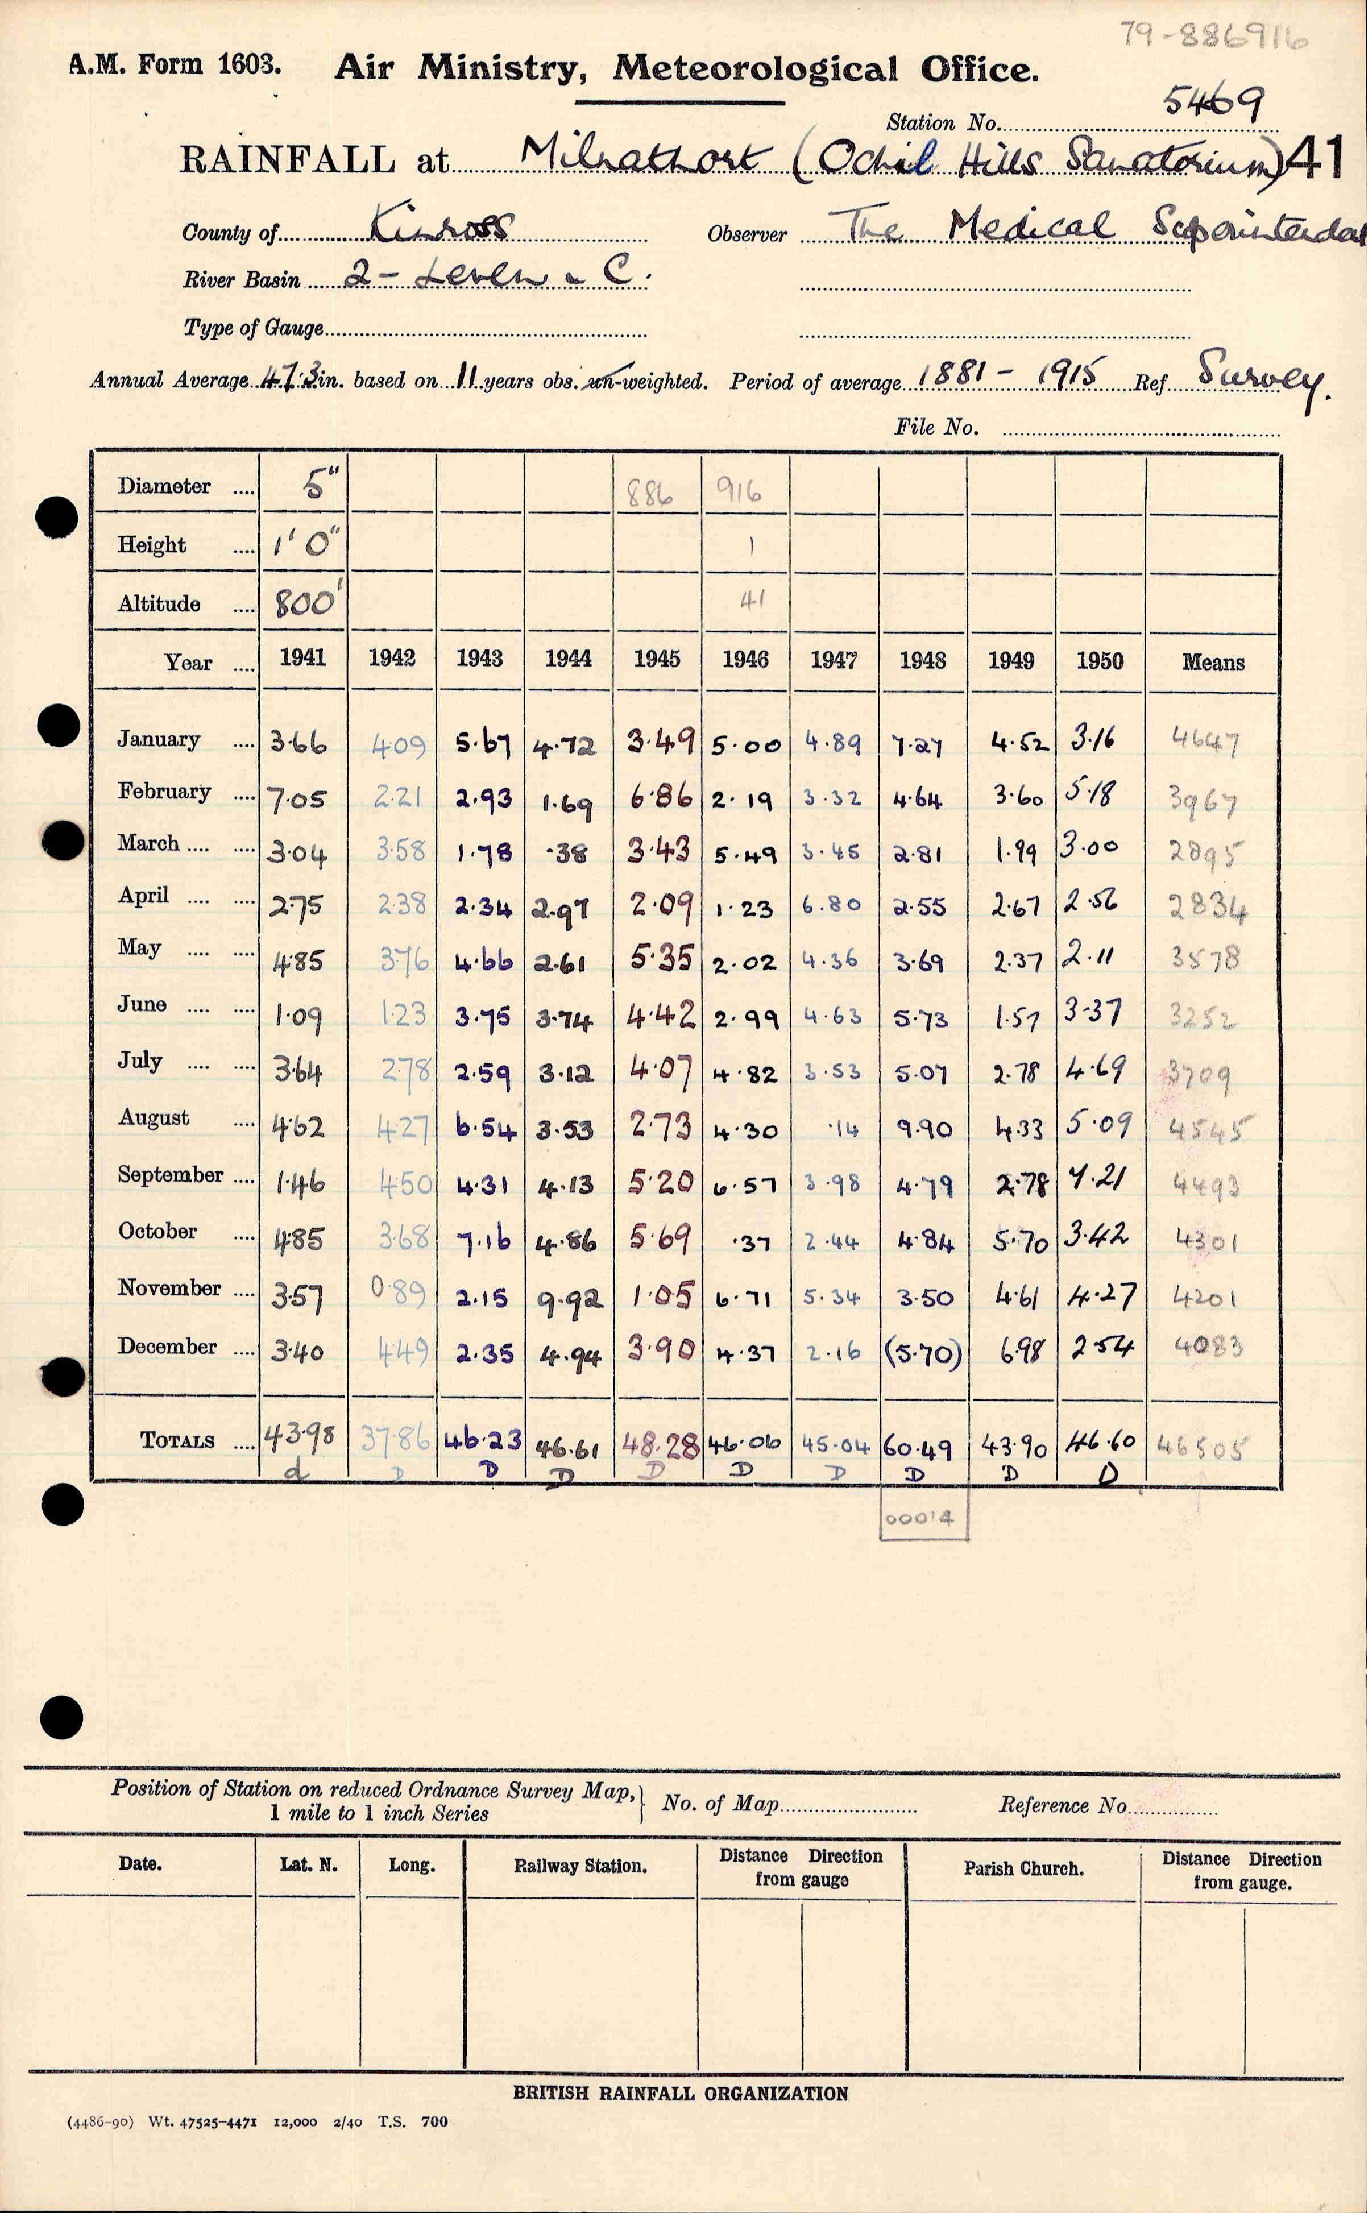 79-886916
A.M. Form 1603. Air Ministry, Meteorological Office.
Station No. 5469
RAINFALL at Milnathort (Ochil Hills Sanatorium) 41
County of Kinross Observer The Medical Superintendent
River Basin 2 - Leven & C.
Type of Gauge
Annual Average 47.3 in. based on 11 years obs. un-weighted. Period of average 1881 - 1915 Ref Survey.
File No.
Diameter .... 5" 886 916
Height .... 1' 0" 1
Altitude .... 800' 41
Year .... 1941 1942 1943 1944 1945 1946 1947 1948 1949 1950 Means
January .... 3.66 4.09 5.67 4.72 3.49 5.00 4.89 7.27 4.52 3.16 4647
February .... 7.05 2.21 2.93 1.69 6.86 2.19 3.32 4.64 3.60 5.18 3967
March .... .... 3.04 3.58 1.78 .38 3.43 5.49 3.45 2.81 1.99 3.00 2895
April .... .... 2.75 2.38 2.34 2.97 2.09 1.23 6.80 2.55 2.67 2.56 2834
May .... .... 4.85 3.76 4.66 2.61 5.35 2.02 4.36 3.69 2.37 2.11 3578
June .... .... 1.09 1.23 3.75 3.74 4.42 2.99 4.63 5.73 1.57 3.37 3252
July .... .... 3.64 2.78 2.59 3.12 4.07 4.82 3.53 5.07 2.78 4.69 3709
August .... 4.62 4.27 6.54 3.53 2.73 4.30 .14 9.90 4.33 5.09 4545
September .... 1.46 4.50 4.31 4.13 5.20 6.57 3.98 4.79 2.78 7.21 4493
October .... 4.85 3.68 7.16 4.86 5.69 .37 2.44 4.84 5.70 3.42 4301
November .... 3.57 0.89 2.15 9.92 1.05 6.71 5.34 3.50 4.61 4.27 4201
December .... 3.40 4.49 2.35 4.94 3.90 4.37 2.16 (5.70) 6.98 2.54 4083
TOTALS .... 43.98 37.86 46.23 46.61 48.28 46.06 45.04 60.49 43.90 46.60 46505
d D D D D D D D D D
00014
Position of Station on reduced Ordnance Survey Map, 1 mile to 1 inch Series } No. of Map Reference No.
Date. Lat. N. Long. Railway Station. Distance Direction from gauge Parish Church. Distance Direction from gauge.
BRITISH RAINFALL ORGANIZATION
(4486-90) Wt. 47525-4471 12,000 2/40 T.S. 700